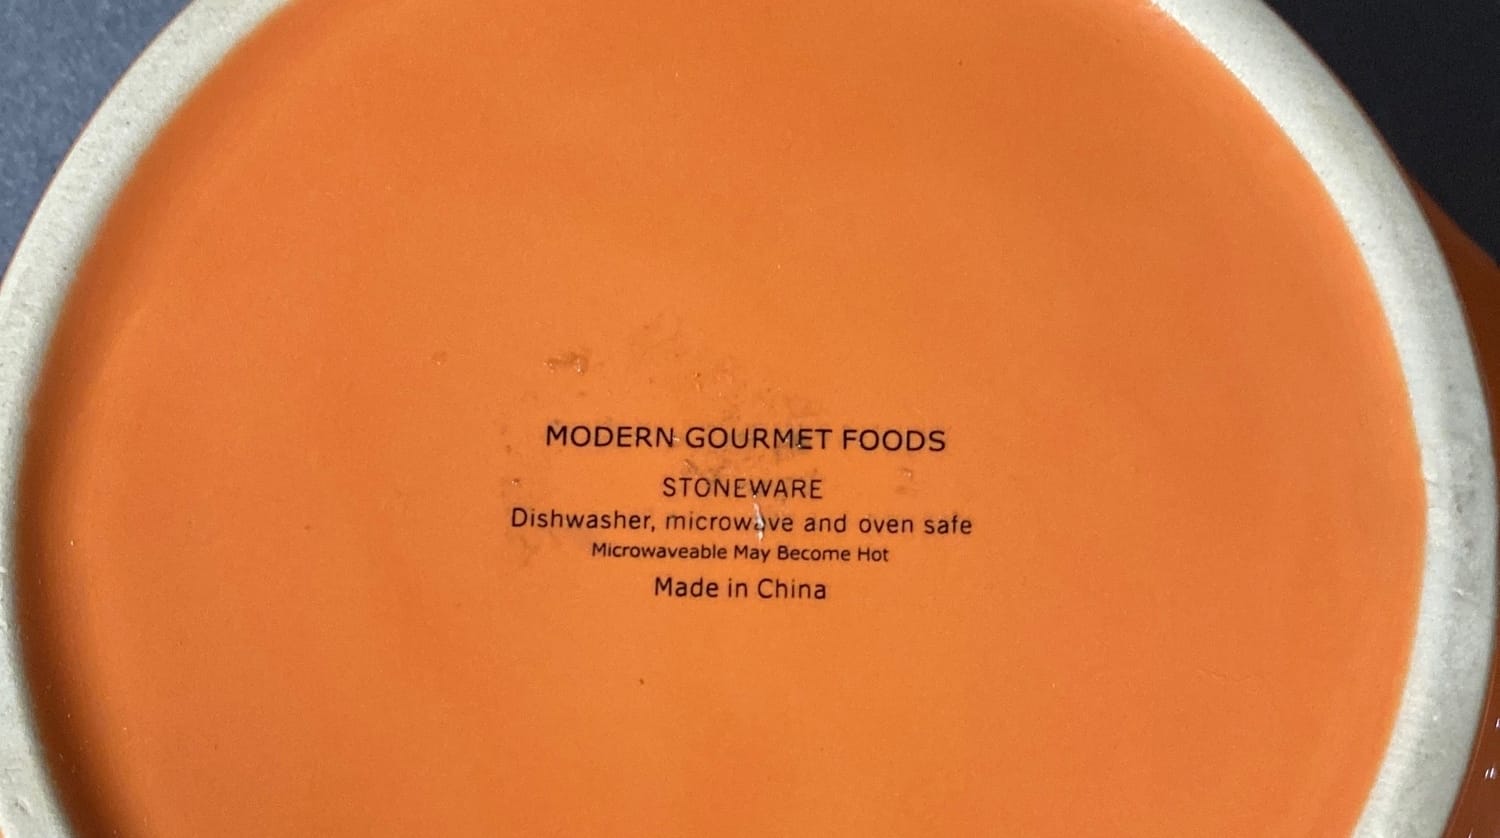 MODERN GOURMET FOODS
STONEWARE
Dishwasher, microwave and oven safe
Microwaveable May Become Hot
Made in China